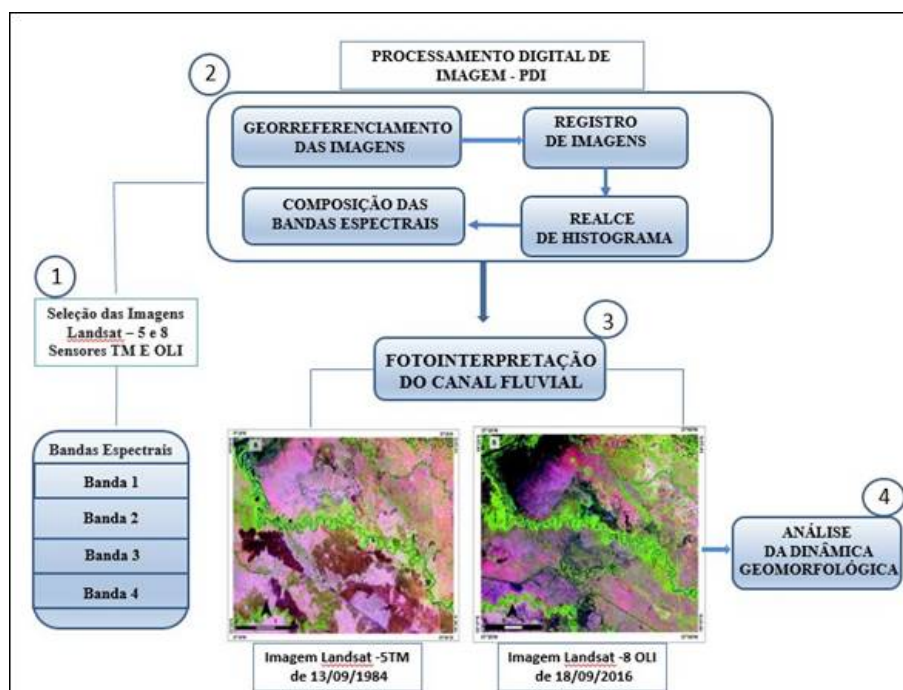 PROCESSAMENTO DIGITAL DE
IMAGEM - PDI
2
GEORREFERENCIAMENTO
DAS IMAGENS
REGISTRO
DE IMAGENS
COMPOSIÇÃO DAS
BANDAS ESPECTRAIS
REALCE
DE HISTOGRAMA
1
Seleção das Imagens
Landsat – 5 e 8
Sensores TM E OLI
Bandas Espectrais
Banda 1
Banda 2
Banda 3
Banda 4
3
FOTOINTERPRETAÇÃO
DO CANAL FLUVIAL
4
ANÁLISE
DA DINÂMICA
GEOMORFOLÓGICA
Imagem Landsat -5TM
de 13/09/1984
Imagem Landsat -8 OLI
de 18/09/2016